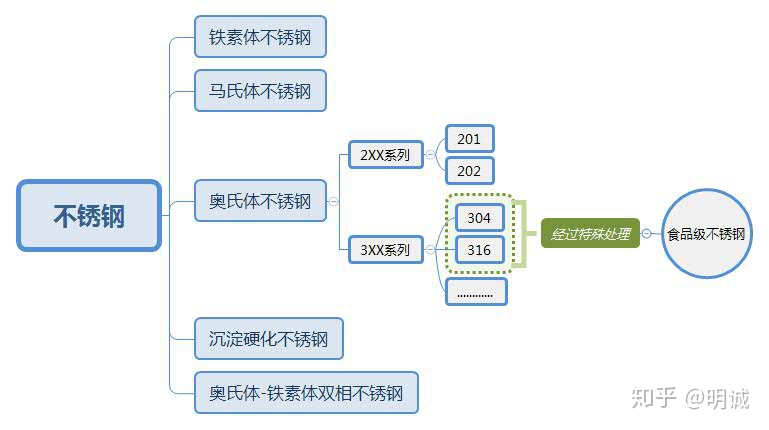 不锈钢
铁素体不锈钢
马氏体不锈钢
奥氏体不锈钢
2XX系列
201
202
3XX系列
304
316
............
经过特殊处理
食品级不锈钢
沉淀硬化不锈钢
奥氏体-铁素体双相不锈钢
知乎 @明诚